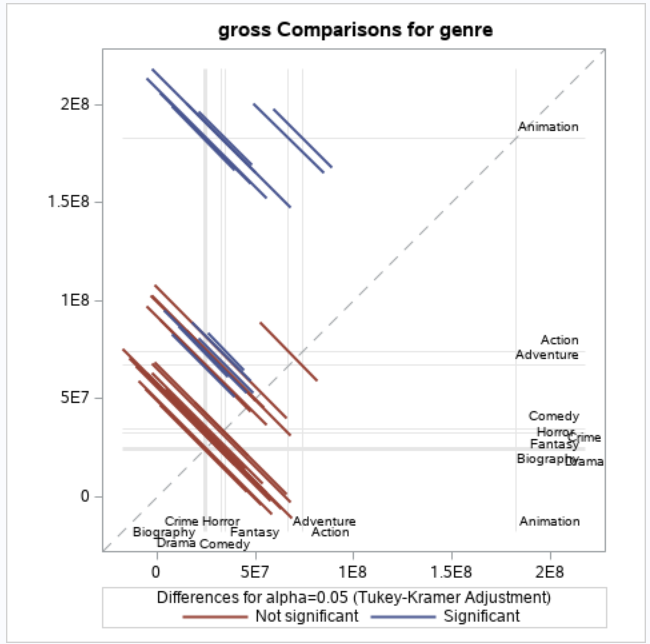 gross Comparisons for genre
2E8
Animation
1.5E8
1E8
Action
Adventure
5E7
Comedy
Horror Crime
Fantasy
Biography Drama
0
Crime Horror Adventure Animation
Biography Fantasy Action
Drama Comedy
0 5E7 1E8 1.5E8 2E8
Differences for alpha=0.05 (Tukey-Kramer Adjustment)
Not significant Significant